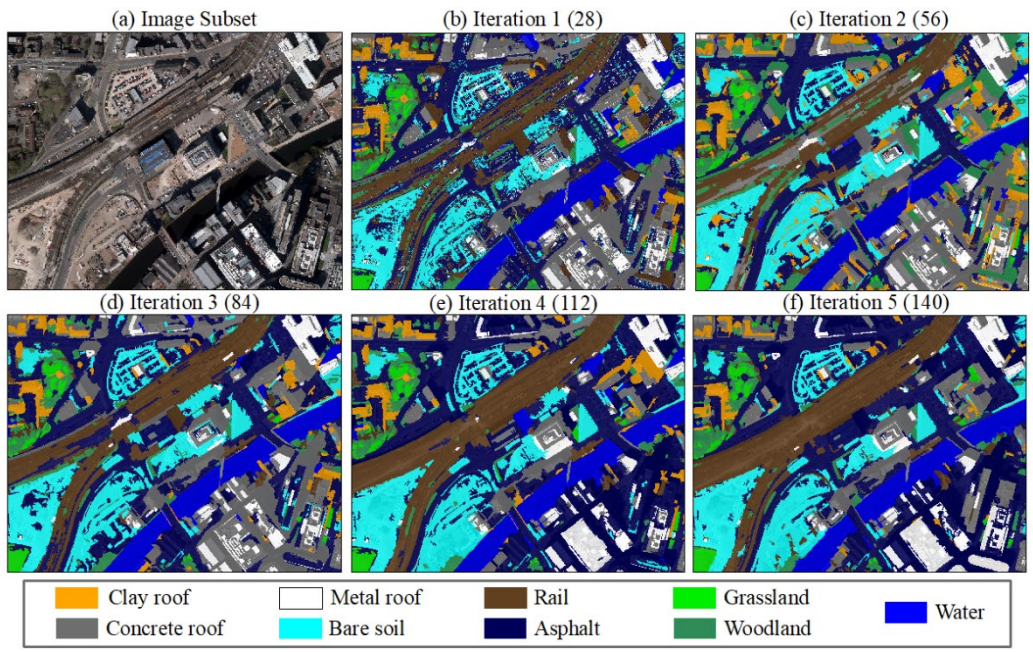 (a) Image Subset
(b) Iteration 1 (28)
(c) Iteration 2 (56)
(d) Iteration 3 (84)
(e) Iteration 4 (112)
(f) Iteration 5 (140)
Clay roof
Metal roof
Rail
Grassland
Water
Concrete roof
Bare soil
Asphalt
Woodland